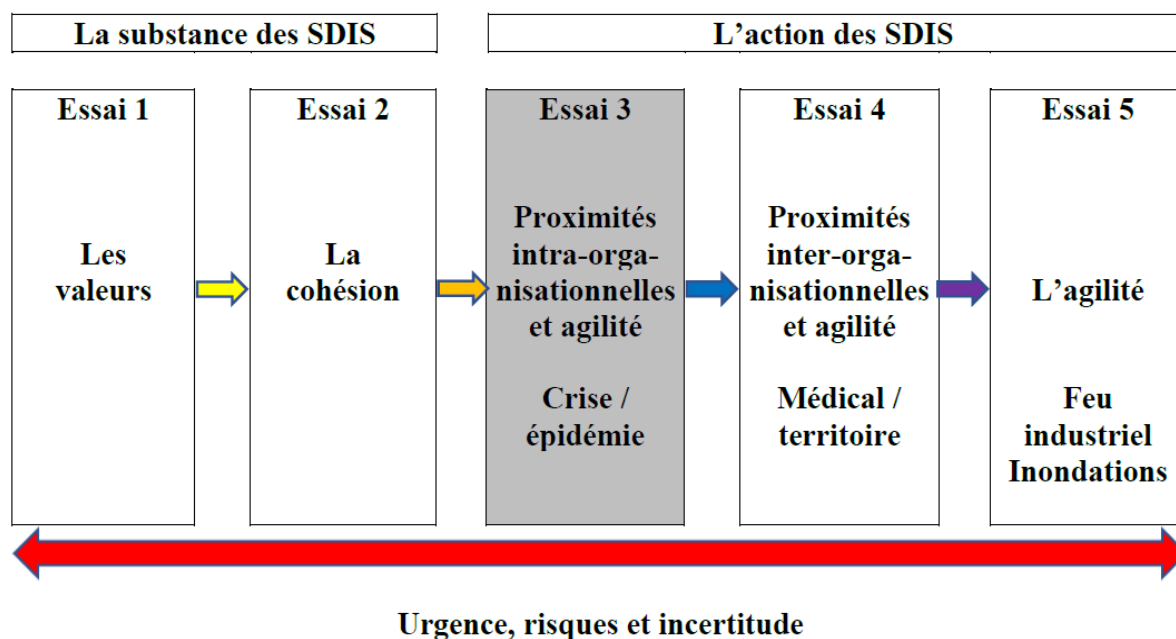 La substance des SDIS
L’action des SDIS
Essai 1
Les
valeurs
Essai 2
La
cohésion
Essai 3
Proximités
intra-orga-
nisationnelles
et agilité
Crise /
épidémie
Essai 4
Proximités
inter-orga-
nisationnelles
et agilité
Médical /
territoire
Essai 5
L’agilité
Feu
industriel
Inondations
Urgence, risques et incertitude